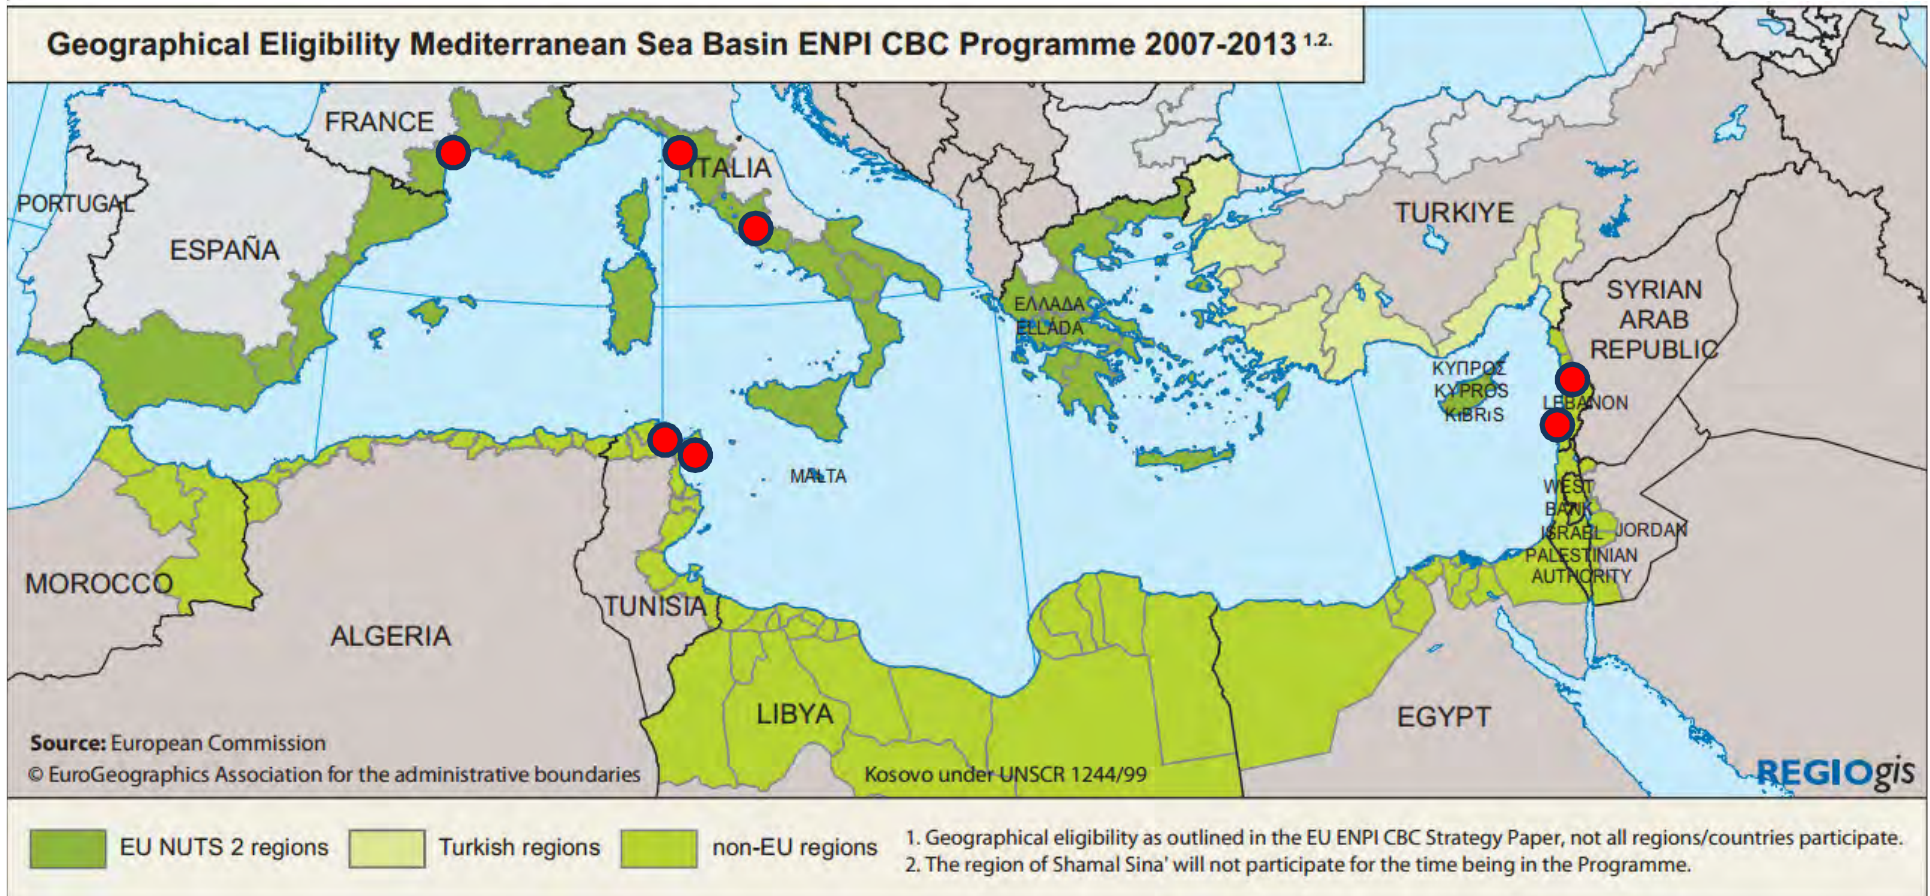 Geographical Eligibility Mediterranean Sea Basin ENPI CBC Programme 2007-2013 1.2.
FRANCE
ITALIA
PORTUGAL
ESPAÑA
TURKIYE
ΕΛΛΑΔΑ
ELLADA
SYRIAN
ARAB
REPUBLIC
ΚΥΠΡΟΣ
KYPROS
KıBRıS
LEBANON
MALTA
WEST
BANK
ISRAEL
JORDAN
PALESTINIAN
AUTHORITY
MOROCCO
ALGERIA
TUNISIA
LIBYA
EGYPT
Source: European Commission
© EuroGeographics Association for the administrative boundaries
Kosovo under UNSCR 1244/99
REGIOgis
EU NUTS 2 regions
Turkish regions
non-EU regions
1. Geographical eligibility as outlined in the EU ENPI CBC Strategy Paper, not all regions/countries participate.
2. The region of Shamal Sina' will not participate for the time being in the Programme.